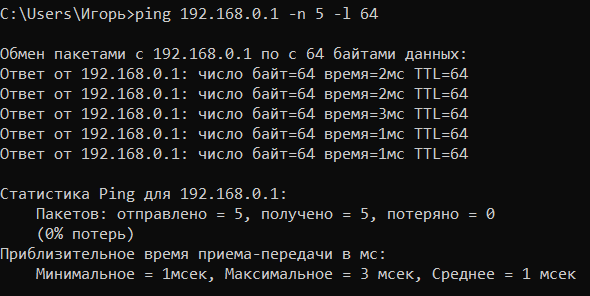 C:\Users\Игорь>ping 192.168.0.1 -n 5 -l 64
Обмен пакетами с 192.168.0.1 по с 64 байтами данных:
Ответ от 192.168.0.1: число байт=64 время=2мс TTL=64
Ответ от 192.168.0.1: число байт=64 время=2мс TTL=64
Ответ от 192.168.0.1: число байт=64 время=3мс TTL=64
Ответ от 192.168.0.1: число байт=64 время=1мс TTL=64
Ответ от 192.168.0.1: число байт=64 время=1мс TTL=64
Статистика Ping для 192.168.0.1:
Пакетов: отправлено = 5, получено = 5, потеряно = 0
(0% потерь)
Приблизительное время приема-передачи в мс:
Минимальное = 1мсек, Максимальное = 3 мсек, Среднее = 1 мсек